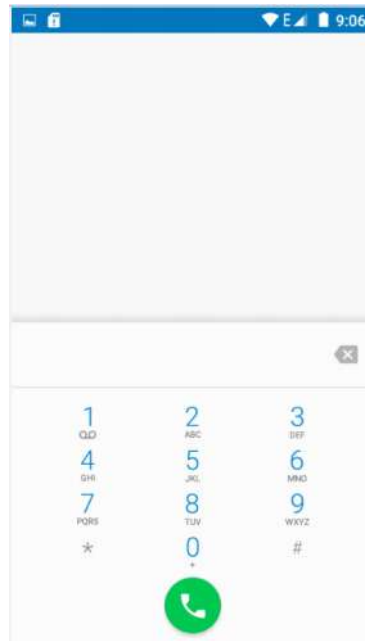 E 9:06
1 2 3
ABC DEF
4 5 6
GHI JKL MNO
7 8 9
PQRS TUV WXYZ
* 0 #
+